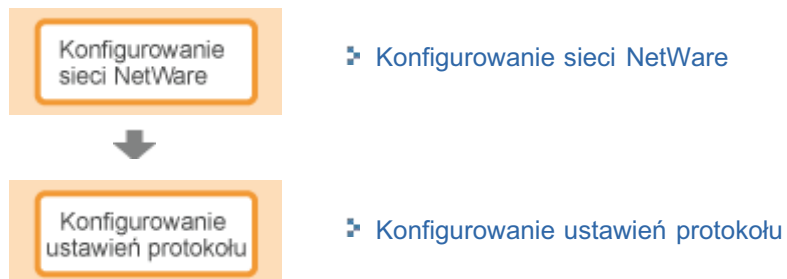 Konfigurowanie
sieci NetWare
Konfigurowanie sieci NetWare
Konfigurowanie
ustawień protokołu
Konfigurowanie ustawień protokołu